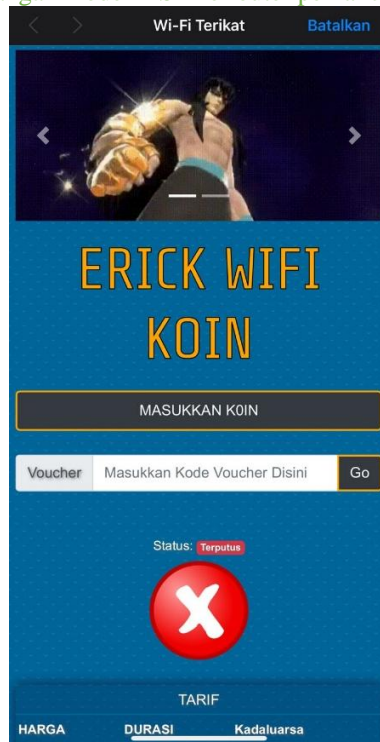 Wi-Fi Terikat
Batalkan
ERICK WIFI
KOIN
MASUKKAN K0IN
Voucher
Masukkan Kode Voucher Disini
Go
Status: Terputus
TARIF
HARGA DURASI Kadaluarsa